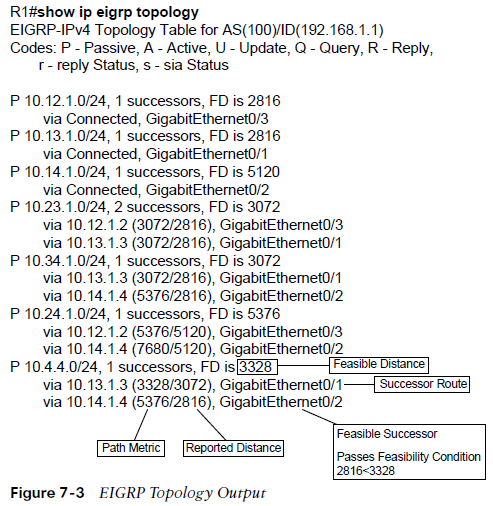 R1#show ip eigrp topology
EIGRP-IPv4 Topology Table for AS(100)/ID(192.168.1.1)
Codes: P - Passive, A - Active, U - Update, Q - Query, R - Reply,
r - reply Status, s - sia Status
P 10.12.1.0/24, 1 successors, FD is 2816
via Connected, GigabitEthernet0/3
P 10.13.1.0/24, 1 successors, FD is 2816
via Connected, GigabitEthernet0/1
P 10.14.1.0/24, 1 successors, FD is 5120
via Connected, GigabitEthernet0/2
P 10.23.1.0/24, 2 successors, FD is 3072
via 10.12.1.2 (3072/2816), GigabitEthernet0/3
via 10.13.1.3 (3072/2816), GigabitEthernet0/1
P 10.34.1.0/24, 1 successors, FD is 3072
via 10.13.1.3 (3072/2816), GigabitEthernet0/1
via 10.14.1.4 (5376/2816), GigabitEthernet0/2
P 10.24.1.0/24, 1 successors, FD is 5376
via 10.12.1.2 (5376/5120), GigabitEthernet0/3
via 10.14.1.4 (7680/5120), GigabitEthernet0/2
P 10.4.4.0/24, 1 successors, FD is 3328 Feasible Distance
via 10.13.1.3 (3328/3072), GigabitEthernet0/1 Successor Route
via 10.14.1.4 (5376/2816), GigabitEthernet0/2
Path Metric Reported Distance
Feasible Successor
Passes Feasibility Condition
2816<3328
Figure 7-3 EIGRP Topology Output